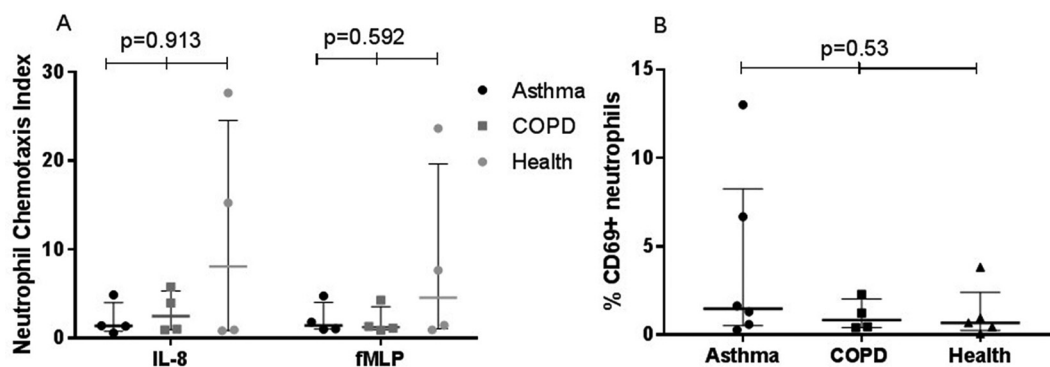 A
p=0.913
p=0.592
Neutrophil Chemotaxis Index
30
20
10
0
IL-8
fMLP
Asthma
COPD
Health
B
p=0.53
% CD69+ neutrophils
15
10
5
0
Asthma
COPD
Health